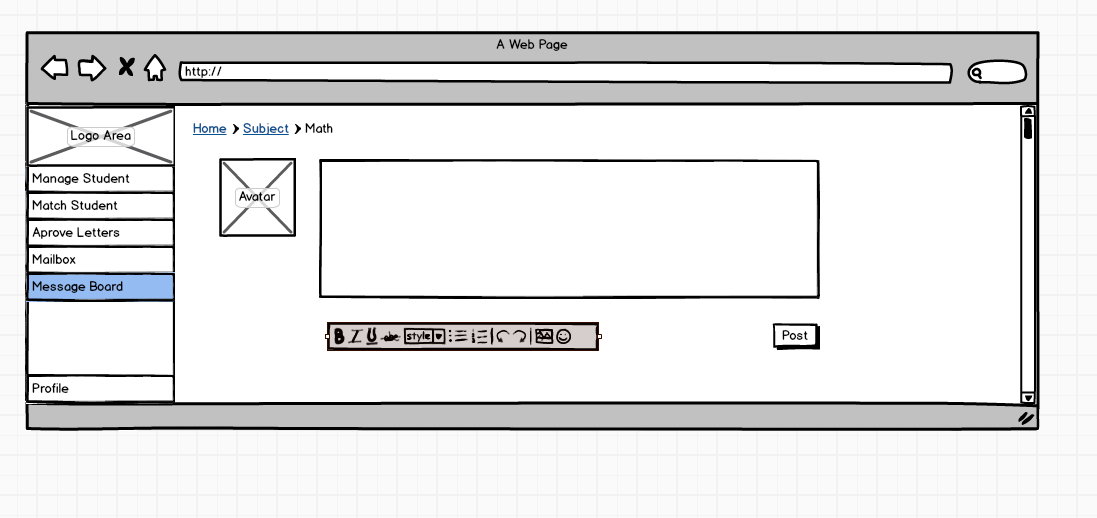 A Web Page
http://
Logo Area
Manage Student
Match Student
Aprove Letters
Mailbox
Message Board
Profile
Home > Subject > Math
Avatar
B I U abc style
Post